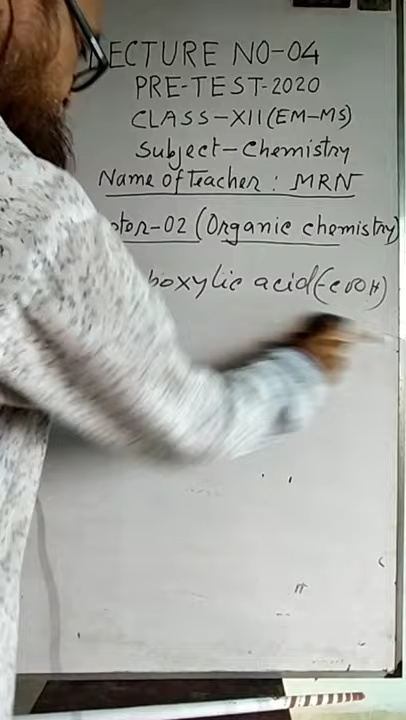 LECTURE NO-04
PRE-TEST-2020
CLASS-XII(EM-MS)
Subject-Chemistry
Name of Teacher : MRN
-02 (Organic chemistry)
boxylic acid(-COOH)